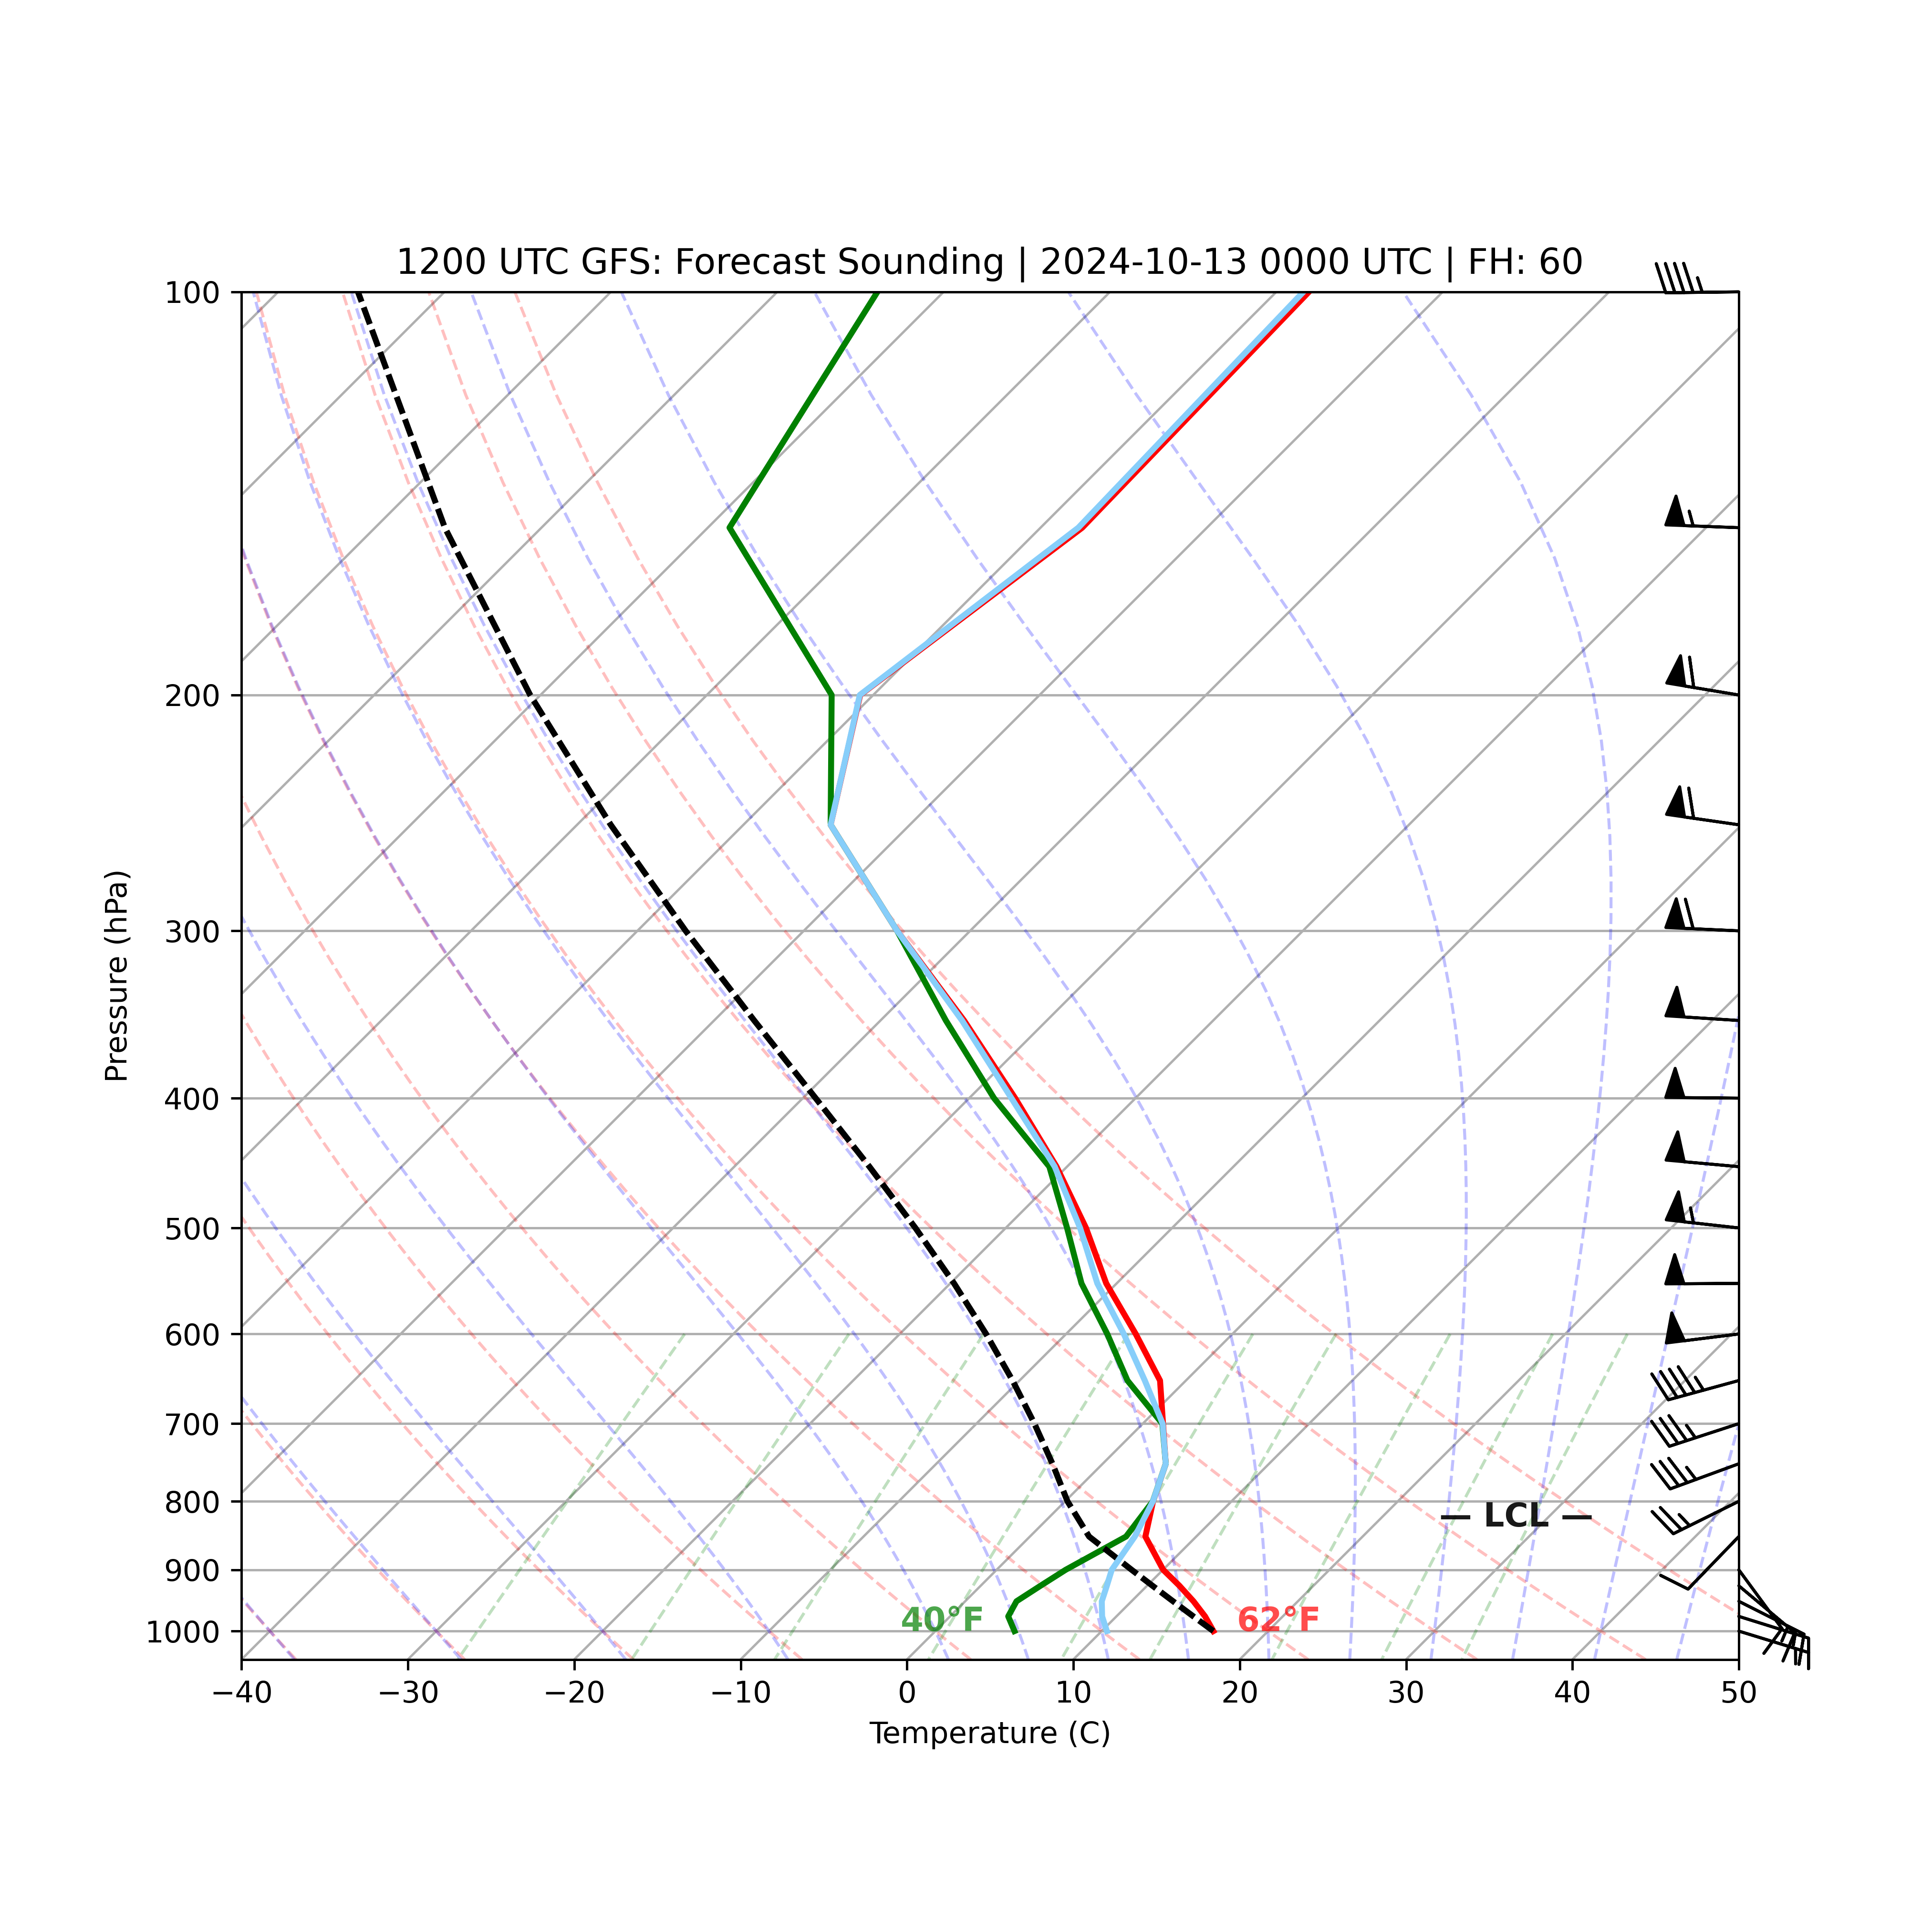 1200 UTC GFS: Forecast Sounding | 2024-10-13 0000 UTC | FH: 60
100
200
300
400
500
600
700
800
900
1000
Pressure (hPa)
— LCL —
40°F
62°F
−40 −30 −20 −10 0 10 20 30 40 50
Temperature (C)